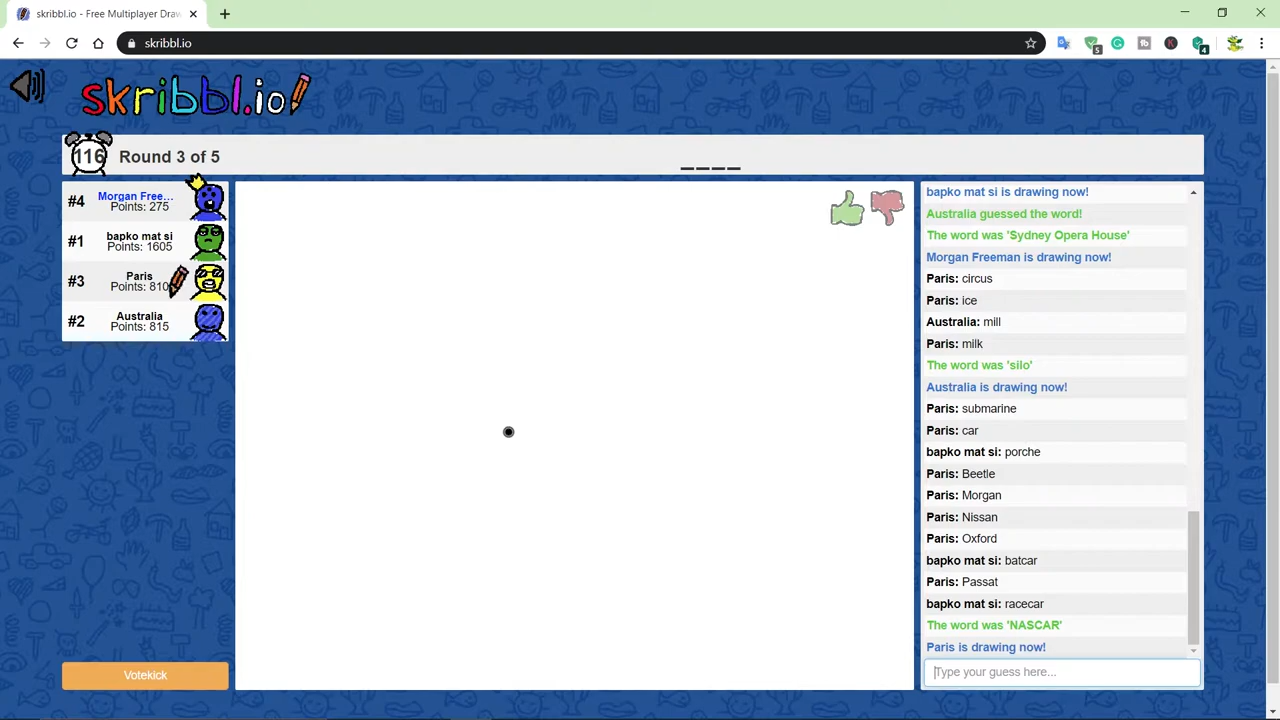 skribbl.io - Free Multiplayer Draw
skribbl.io
5
4
skribbl.io
116
Round 3 of 5
____
#4
Morgan Free...
Points: 275
#1
bapko mat si
Points: 1605
#3
Paris
Points: 810
#2
Australia
Points: 815
Votekick
bapko mat si is drawing now!
Australia guessed the word!
The word was 'Sydney Opera House'
Morgan Freeman is drawing now!
Paris: circus
Paris: ice
Australia: mill
Paris: milk
The word was 'silo'
Australia is drawing now!
Paris: submarine
Paris: car
bapko mat si: porche
Paris: Beetle
Paris: Morgan
Paris: Nissan
Paris: Oxford
bapko mat si: batcar
Paris: Passat
bapko mat si: racecar
The word was 'NASCAR'
Paris is drawing now!
Type your guess here...